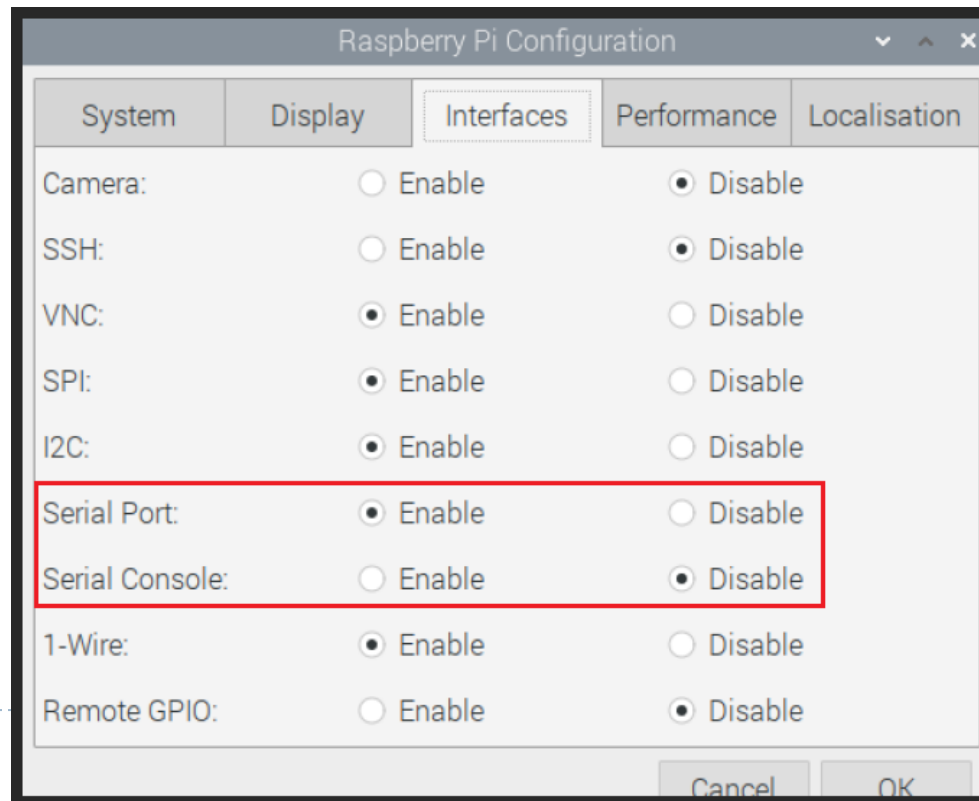 Raspberry Pi Configuration
System Display Interfaces Performance Localisation
Camera: Enable Disable
SSH: Enable Disable
VNC: Enable Disable
SPI: Enable Disable
I2C: Enable Disable
Serial Port: Enable Disable
Serial Console: Enable Disable
1-Wire: Enable Disable
Remote GPIO: Enable Disable
Cancel OK